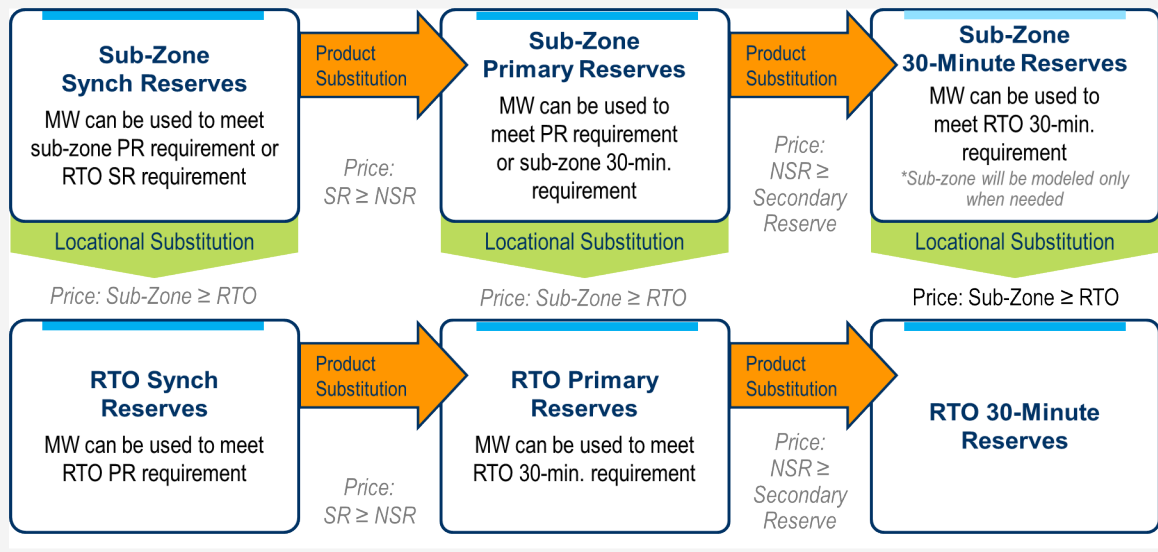 Sub-Zone
Synch Reserves
MW can be used to meet
sub-zone PR requirement or
RTO SR requirement
Product
Substitution
Price:
SR ≥ NSR
Sub-Zone
Primary Reserves
MW can be used to
meet PR requirement
or sub-zone 30-min.
requirement
Product
Substitution
Price:
NSR ≥
Secondary
Reserve
Sub-Zone
30-Minute Reserves
MW can be used to
meet RTO 30-min.
requirement
*Sub-zone will be modeled only
when needed
Locational Substitution
Locational Substitution
Locational Substitution
Price: Sub-Zone ≥ RTO
Price: Sub-Zone ≥ RTO
Price: Sub-Zone ≥ RTO
RTO Synch
Reserves
MW can be used to meet
RTO PR requirement
Product
Substitution
Price:
SR ≥ NSR
RTO Primary
Reserves
MW can be used to meet
RTO 30-min. requirement
Product
Substitution
Price:
NSR ≥
Secondary
Reserve
RTO 30-Minute
Reserves